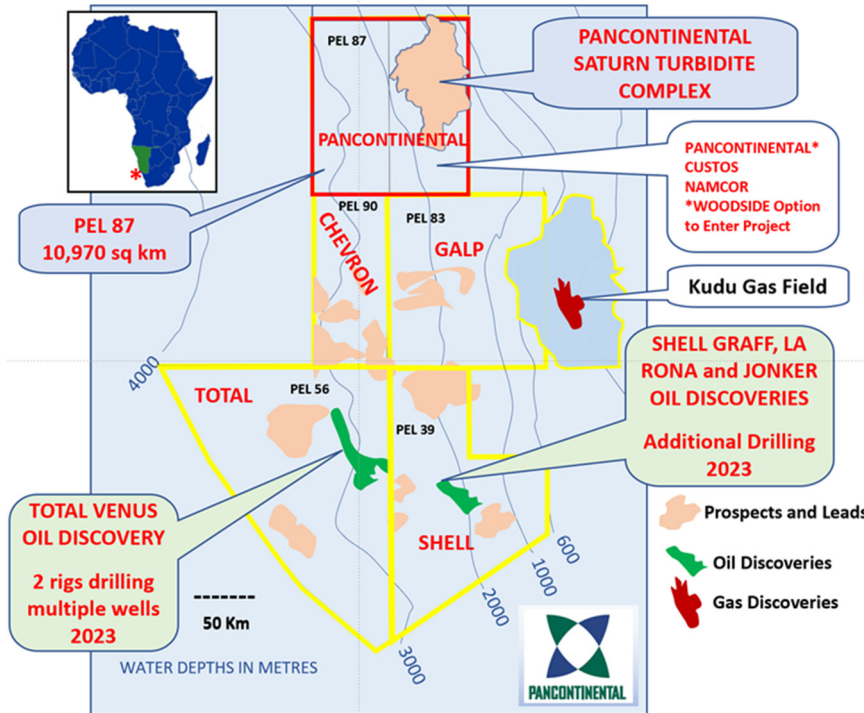 PEL 87
PANCONTINENTAL
SATURN TURBIDITE
COMPLEX
PANCONTINENTAL
PANCONTINENTAL*
CUSTOS
NAMCOR
*WOODSIDE Option
to Enter Project
*
PEL 87
10,970 sq km
PEL 90
CHEVRON
PEL 83
GALP
Kudu Gas Field
4000
TOTAL
PEL 56
PEL 39
SHELL GRAFF, LA
RONA and JONKER
OIL DISCOVERIES
Additional Drilling
2023
TOTAL VENUS
OIL DISCOVERY
2 rigs drilling
multiple wells
2023
SHELL
600
1000
2000
3000
Prospects and Leads
Oil Discoveries
Gas Discoveries
50 Km
WATER DEPTHS IN METRES
PANCONTINENTAL